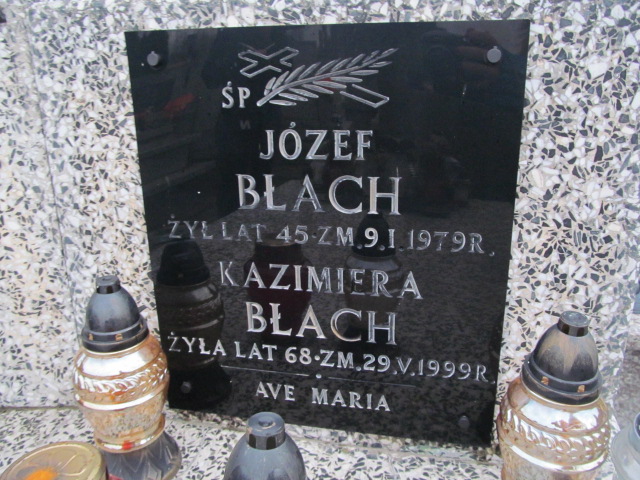 ŚP
JÓZEF
BŁACH
ŻYŁ LAT 45·ZM.9.I.1979R.
KAZIMIERA
BŁACH
ŻYŁA LAT 68·ZM.29.V.1999R.
AVE MARIA